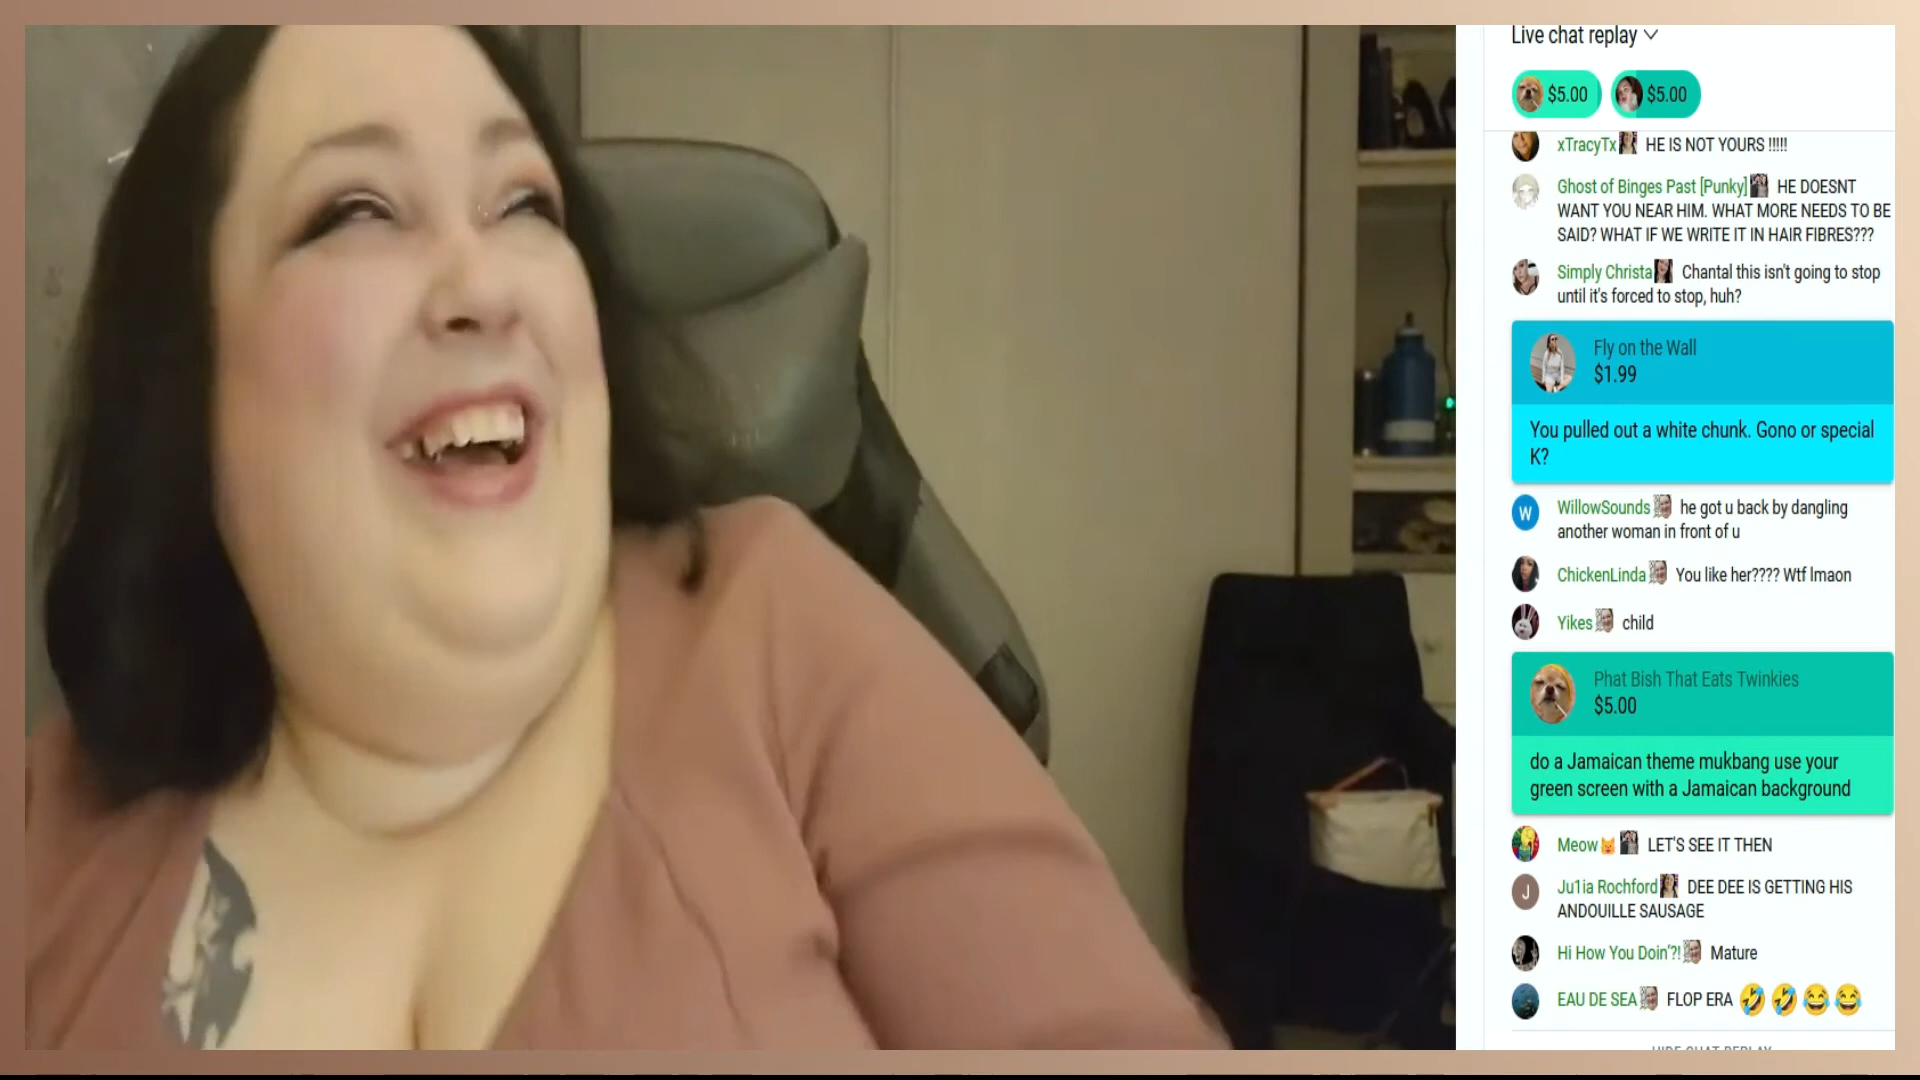 Live chat replay
$5.00 $5.00
xTracyTx HE IS NOT YOURS !!!!!
Ghost of Binges Past [Punky] HE DOESNT
WANT YOU NEAR HIM. WHAT MORE NEEDS TO BE
SAID? WHAT IF WE WRITE IT IN HAIR FIBRES???
Simply Christa Chantal this isn't going to stop
until it's forced to stop, huh?
Fly on the Wall
$1.99
You pulled out a white chunk. Gono or special
K?
W WillowSounds he got u back by dangling
another woman in front of u
ChickenLinda You like her???? Wtf lmaon
Yikes child
Phat Bish That Eats Twinkies
$5.00
do a Jamaican theme mukbang use your
green screen with a Jamaican background
Meow😼 LET'S SEE IT THEN
J Ju1ia Rochford DEE DEE IS GETTING HIS
ANDOUILLE SAUSAGE
Hi How You Doin'?! Mature
EAU DE SEA FLOP ERA 🤣🤣😂😂
HIDE CHAT REPLAY